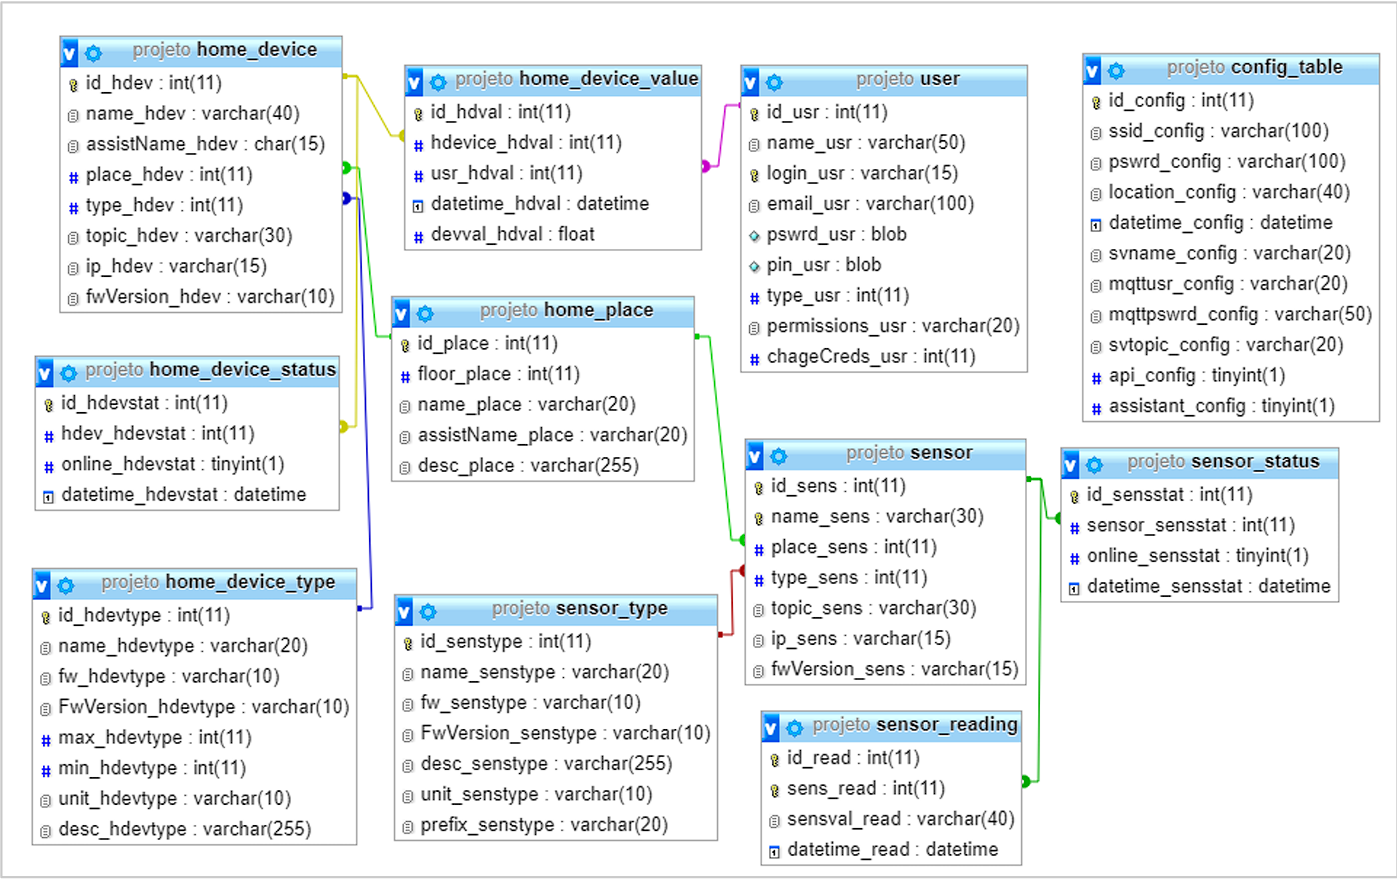 projeto home_device
id_hdev : int(11)
name_hdev : varchar(40)
assistName_hdev : char(15)
place_hdev : int(11)
type_hdev : int(11)
topic_hdev : varchar(30)
ip_hdev : varchar(15)
fwVersion_hdev : varchar(10)
projeto home_device_value
id_hdval : int(11)
hdevice_hdval : int(11)
usr_hdval : int(11)
datetime_hdval : datetime
devval_hdval : float
projeto user
id_usr : int(11)
name_usr : varchar(50)
login_usr : varchar(15)
email_usr : varchar(100)
pswrd_usr : blob
pin_usr : blob
type_usr : int(11)
permissions_usr : varchar(20)
chageCreds_usr : int(11)
projeto config_table
id_config : int(11)
ssid_config : varchar(100)
pswrd_config : varchar(100)
location_config : varchar(40)
datetime_config : datetime
svname_config : varchar(20)
mqttusr_config : varchar(20)
mqttpswrd_config : varchar(50)
svtopic_config : varchar(20)
api_config : tinyint(1)
assistant_config : tinyint(1)
projeto home_device_status
id_hdevstat : int(11)
hdev_hdevstat : int(11)
online_hdevstat : tinyint(1)
datetime_hdevstat : datetime
projeto home_place
id_place : int(11)
floor_place : int(11)
name_place : varchar(20)
assistName_place : varchar(20)
desc_place : varchar(255)
projeto sensor
id_sens : int(11)
name_sens : varchar(30)
place_sens : int(11)
type_sens : int(11)
topic_sens : varchar(30)
ip_sens : varchar(15)
fwVersion_sens : varchar(15)
projeto sensor_status
id_sensstat : int(11)
sensor_sensstat : int(11)
online_sensstat : tinyint(1)
datetime_sensstat : datetime
projeto home_device_type
id_hdevtype : int(11)
name_hdevtype : varchar(20)
fw_hdevtype : varchar(10)
FwVersion_hdevtype : varchar(10)
max_hdevtype : int(11)
min_hdevtype : int(11)
unit_hdevtype : varchar(10)
desc_hdevtype : varchar(255)
projeto sensor_type
id_senstype : int(11)
name_senstype : varchar(20)
fw_senstype : varchar(10)
FwVersion_senstype : varchar(10)
desc_senstype : varchar(255)
unit_senstype : varchar(10)
prefix_senstype : varchar(20)
projeto sensor_reading
id_read : int(11)
sens_read : int(11)
sensval_read : varchar(40)
datetime_read : datetime